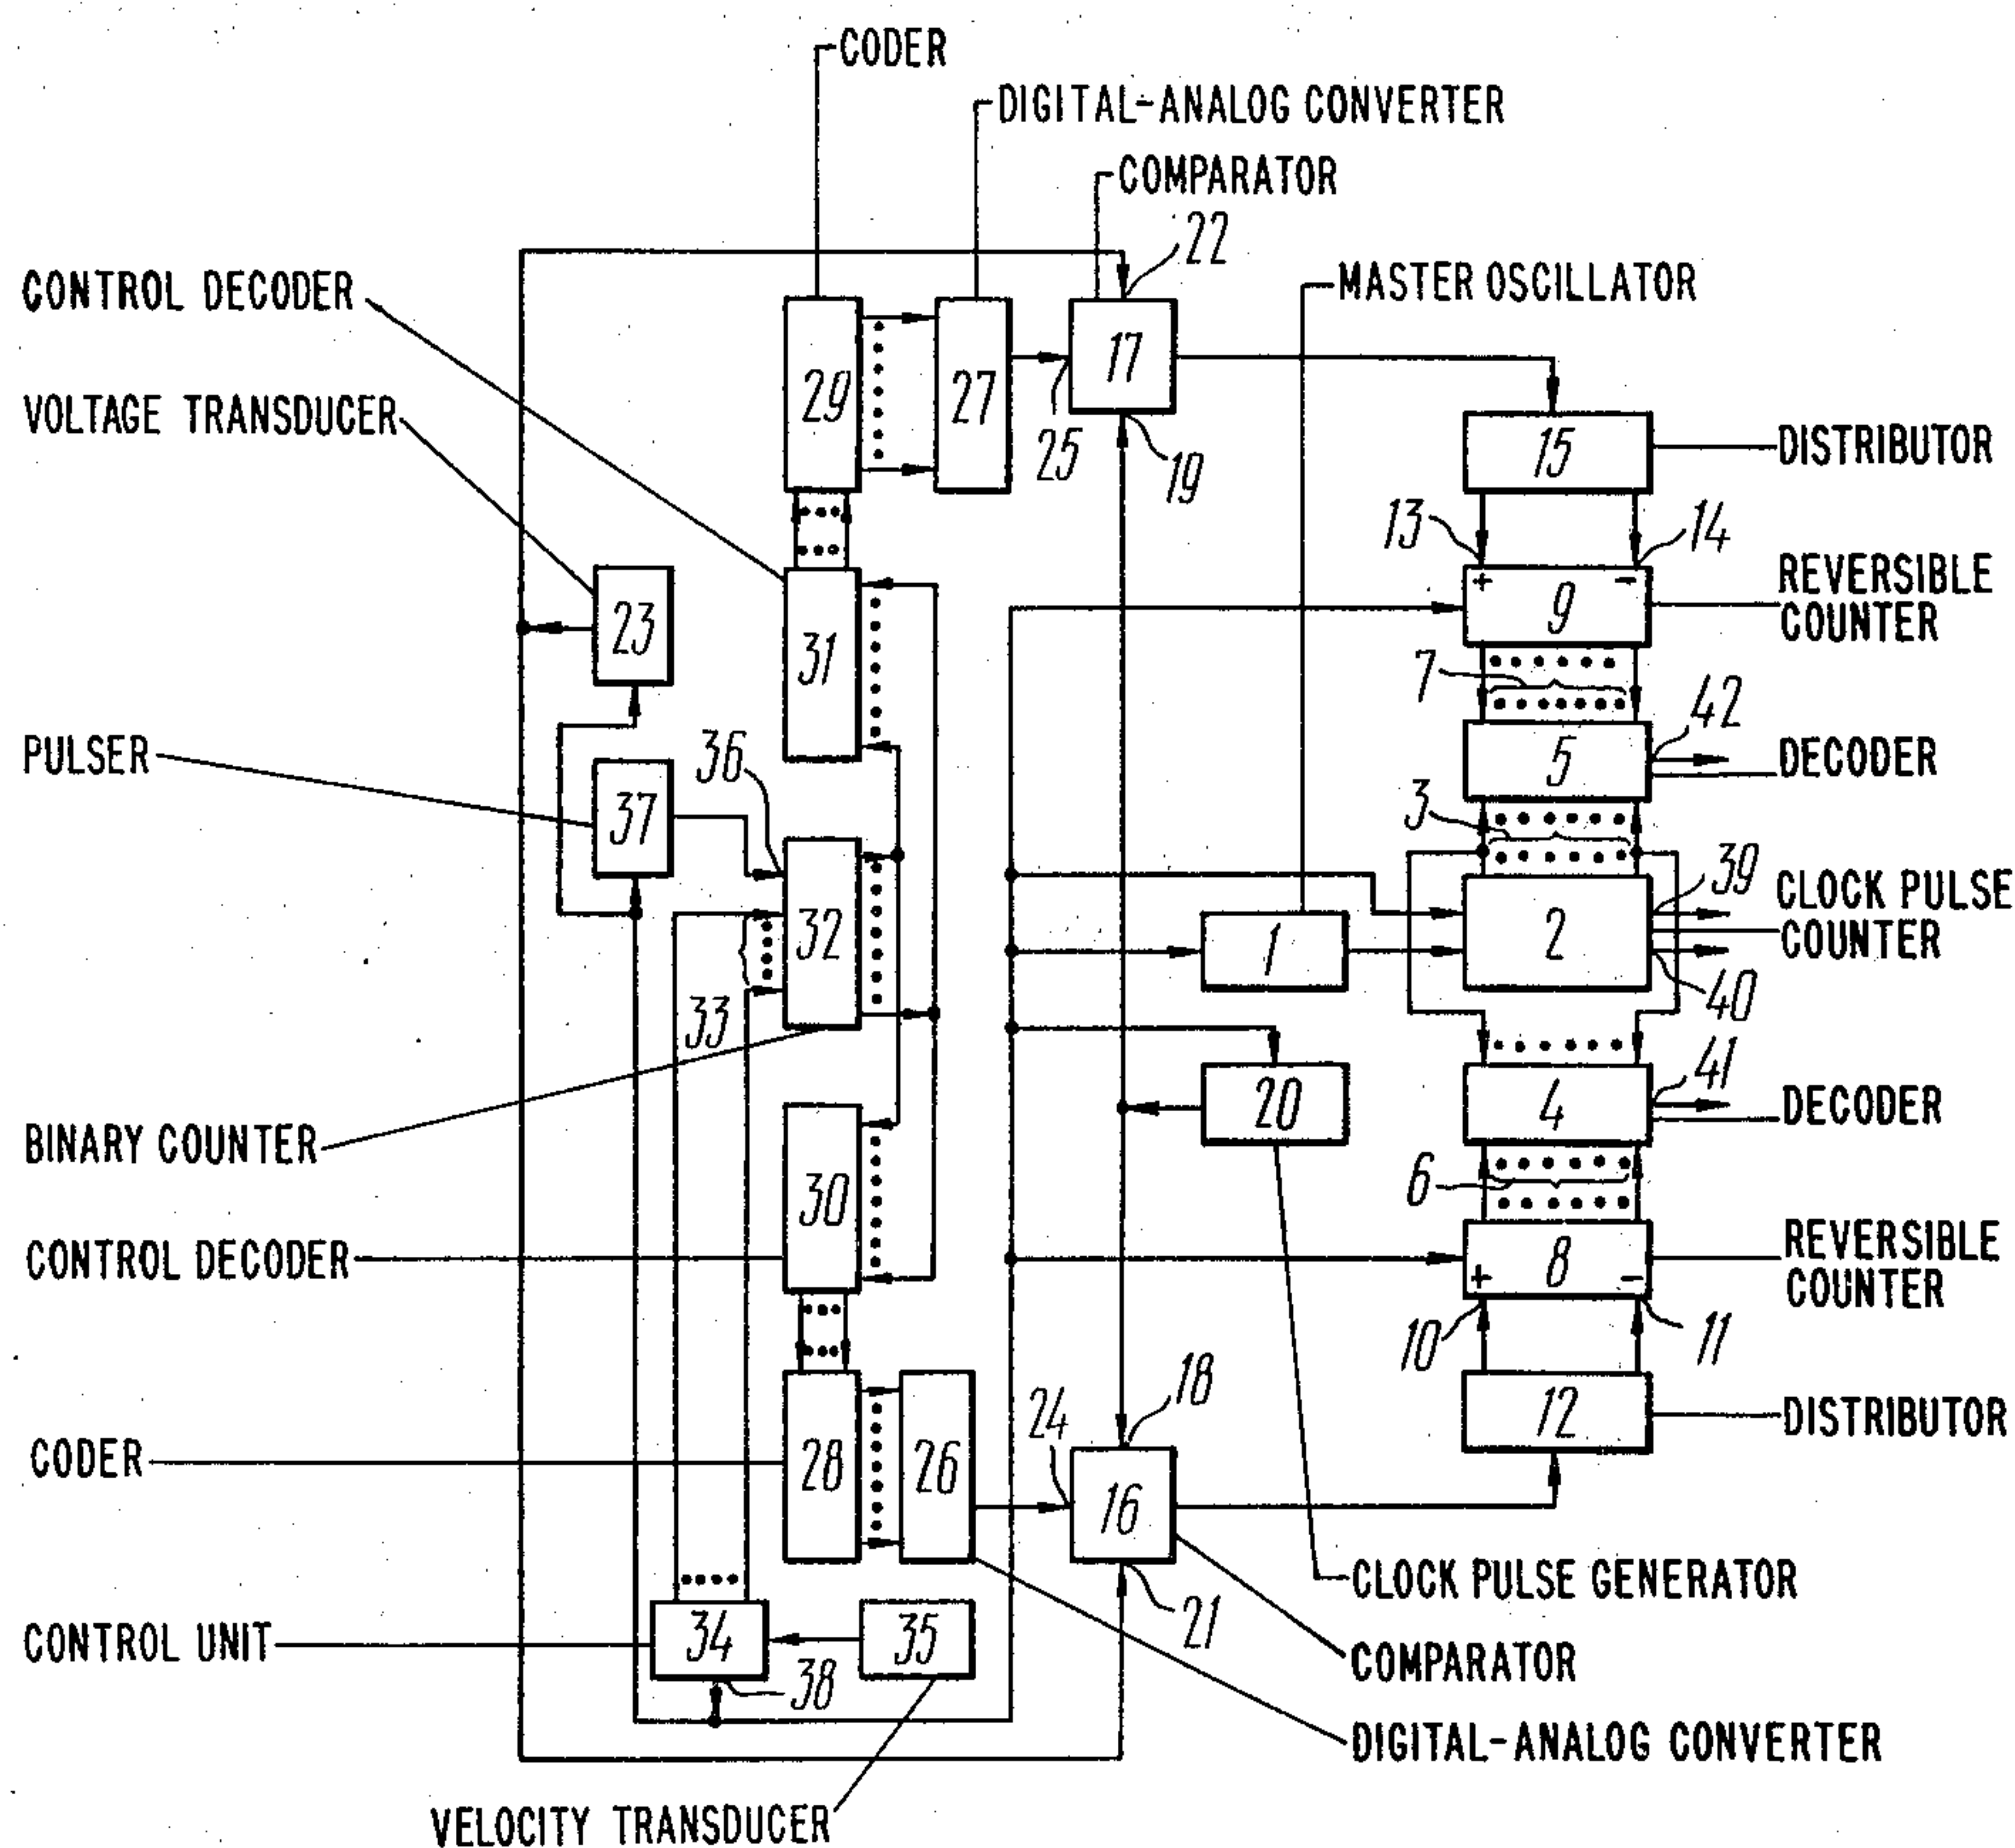 CODER
DIGITAL-ANALOG CONVERTER
COMPARATOR
22
CONTROL DECODER
MASTER OSCILLATOR
29
27
17
VOLTAGE TRANSDUCER
25
19
15
DISTRIBUTOR
13
14
+ 9 -
REVERSIBLE
COUNTER
23
31
7
42
PULSER
36
5
DECODER
37
3
39
32
1
2
CLOCK PULSE
COUNTER
40
33
20
41
4
DECODER
BINARY COUNTER
30
6
CONTROL DECODER
+ 8 -
REVERSIBLE
COUNTER
10
11
18
24
12
DISTRIBUTOR
CODER
28
26
16
CLOCK PULSE GENERATOR
21
CONTROL UNIT
34
35
38
COMPARATOR
DIGITAL-ANALOG CONVERTER
VELOCITY TRANSDUCER